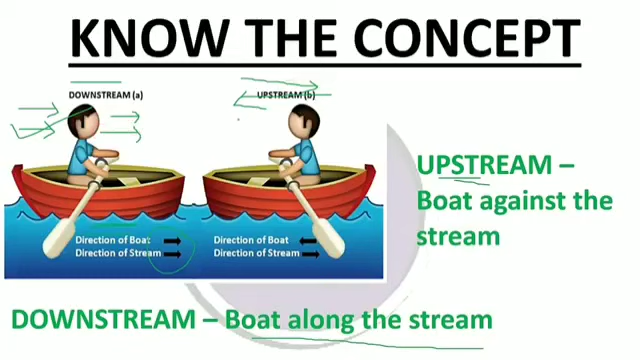 KNOW THE CONCEPT
DOWNSTREAM (a)
UPSTREAM (b)
Direction of Boat
Direction of Stream
Direction of Boat
Direction of Stream
UPSTREAM –
Boat against the
stream
DOWNSTREAM – Boat along the stream